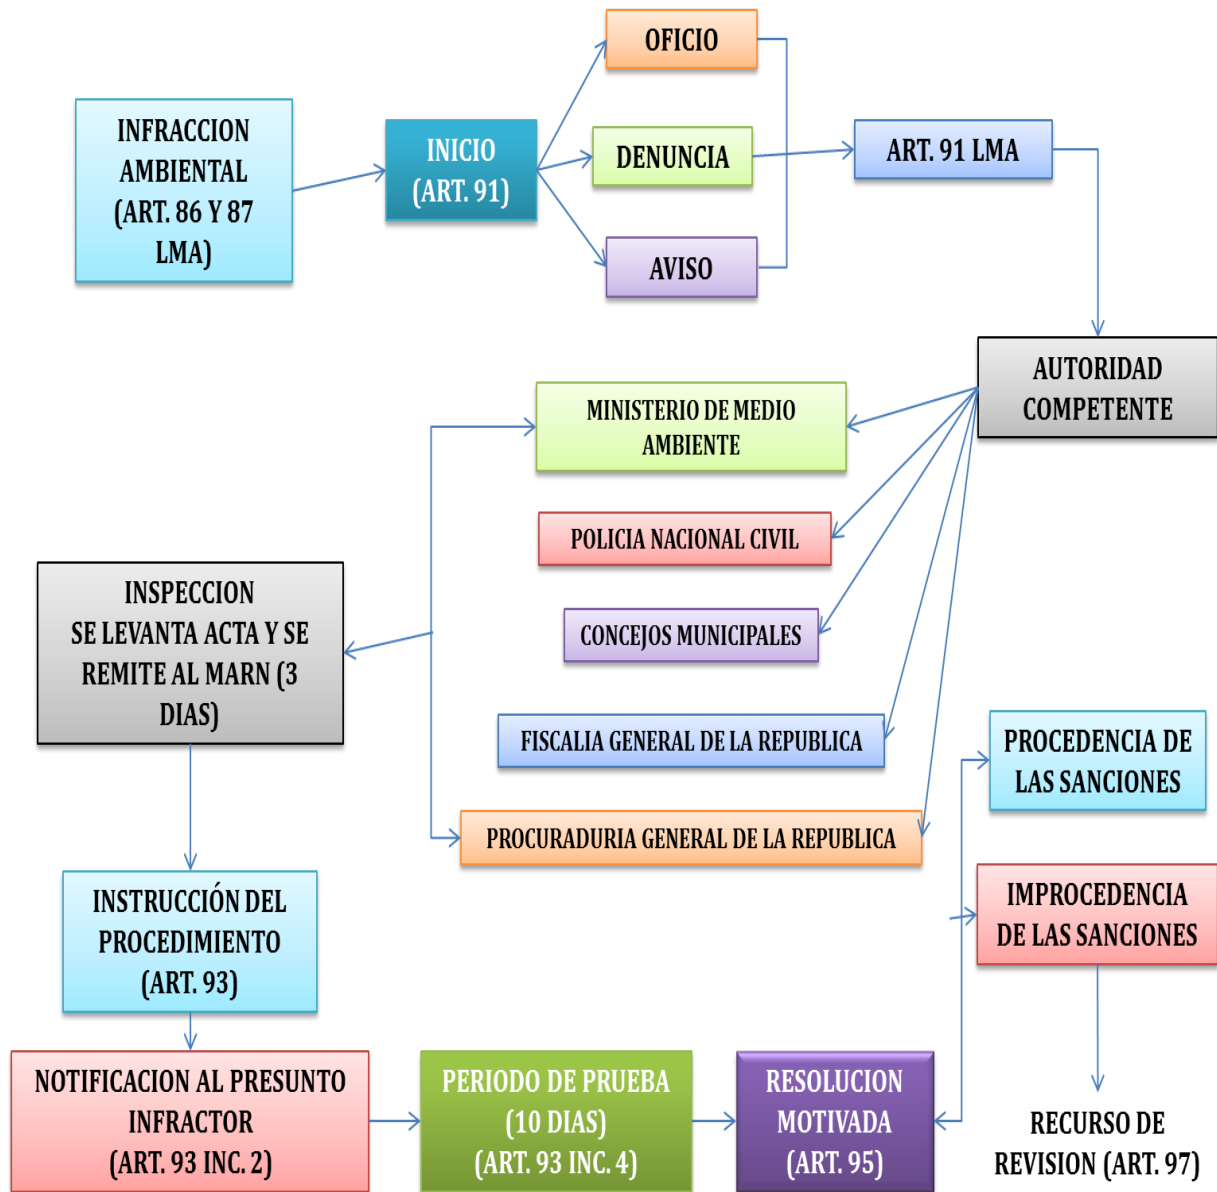 OFICIO
INFRACCION
AMBIENTAL
(ART. 86 Y 87
LMA)
INICIO
(ART. 91)
DENUNCIA
AVISO
ART. 91 LMA
AUTORIDAD
COMPETENTE
MINISTERIO DE MEDIO
AMBIENTE
POLICIA NACIONAL CIVIL
CONCEJOS MUNICIPALES
FISCALIA GENERAL DE LA REPUBLICA
PROCURADURIA GENERAL DE LA REPUBLICA
INSPECCION
SE LEVANTA ACTA Y SE
REMITE AL MARN (3
DIAS)
INSTRUCCIÓN DEL
PROCEDIMIENTO
(ART. 93)
NOTIFICACION AL PRESUNTO
INFRACTOR
(ART. 93 INC. 2)
PERIODO DE PRUEBA
(10 DIAS)
(ART. 93 INC. 4)
RESOLUCION
MOTIVADA
(ART. 95)
PROCEDENCIA DE
LAS SANCIONES
IMPROCEDENCIA
DE LAS SANCIONES
RECURSO DE
REVISION (ART. 97)